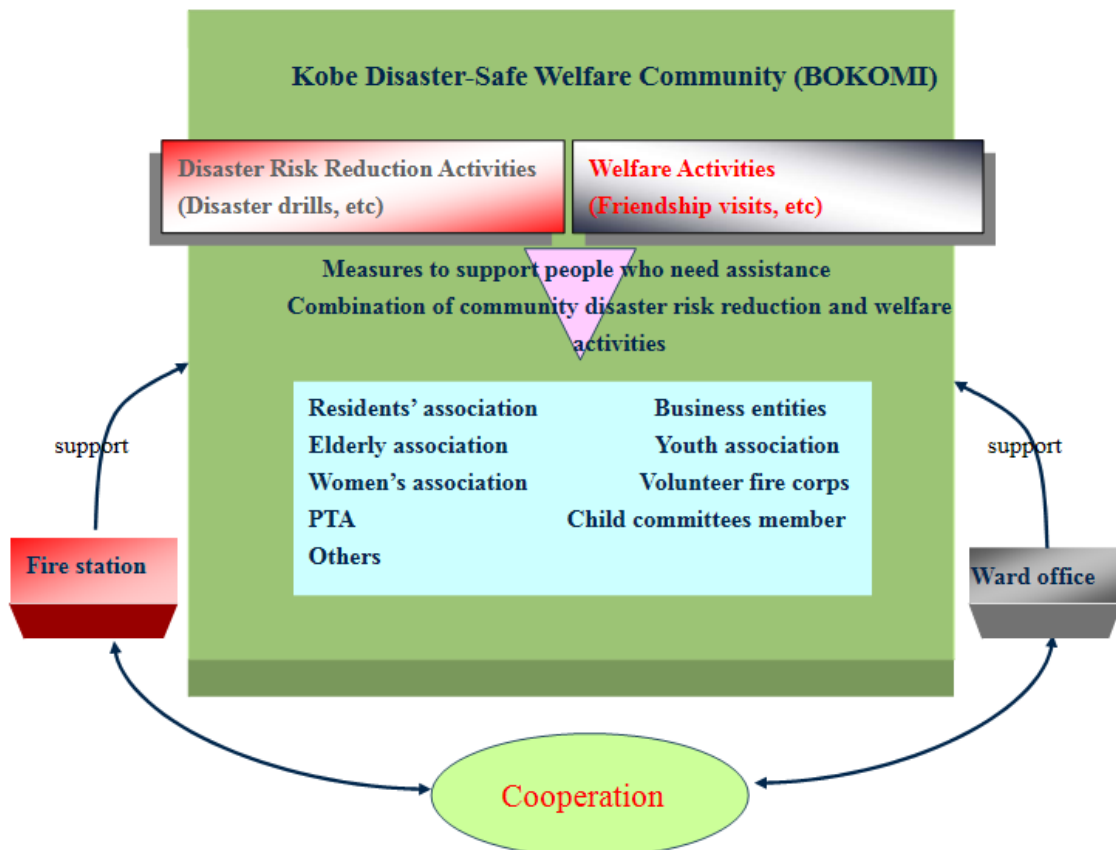 Kobe Disaster-Safe Welfare Community (BOKOMI)
Disaster Risk Reduction Activities
(Disaster drills, etc)
Welfare Activities
(Friendship visits, etc)
Measures to support people who need assistance
Combination of community disaster risk reduction and welfare
activities
Residents’ association Business entities
Elderly association Youth association
Women’s association Volunteer fire corps
PTA Child committees member
Others
support
support
Fire station
Ward office
Cooperation